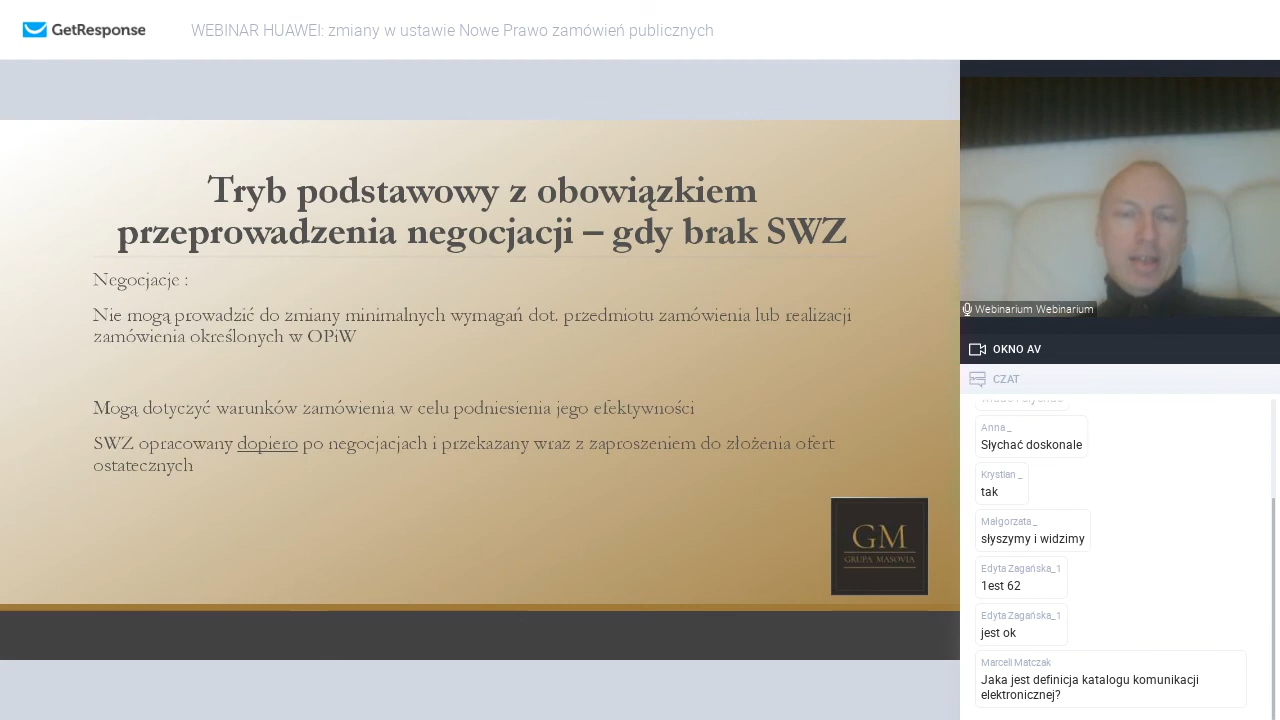 GetResponse
WEBINAR HUAWEI: zmiany w ustawie Nowe Prawo zamówień publicznych
Tryb podstawowy z obowiązkiem
przeprowadzenia negocjacji – gdy brak SWZ
Negocjacje :
Nie mogą prowadzić do zmiany minimalnych wymagań dot. przedmiotu zamówienia lub realizacji
zamówienia określonych w OPiW
Mogą dotyczyć warunków zamówienia w celu podniesienia jego efektywności
SWZ opracowany dopiero po negocjacjach i przekazany wraz z zaproszeniem do złożenia ofert
ostatecznych
GM
GRUPA MASOVIA
Webinarium Webinarium
OKNO AV
CZAT
Anna _
Słychać doskonale
Krystian _
tak
Małgorzata _
słyszymy i widzimy
Edyta Zagańska_1
1est 62
Edyta Zagańska_1
jest ok
Marceli Matczak
Jaka jest definicja katalogu komunikacji
elektronicznej?